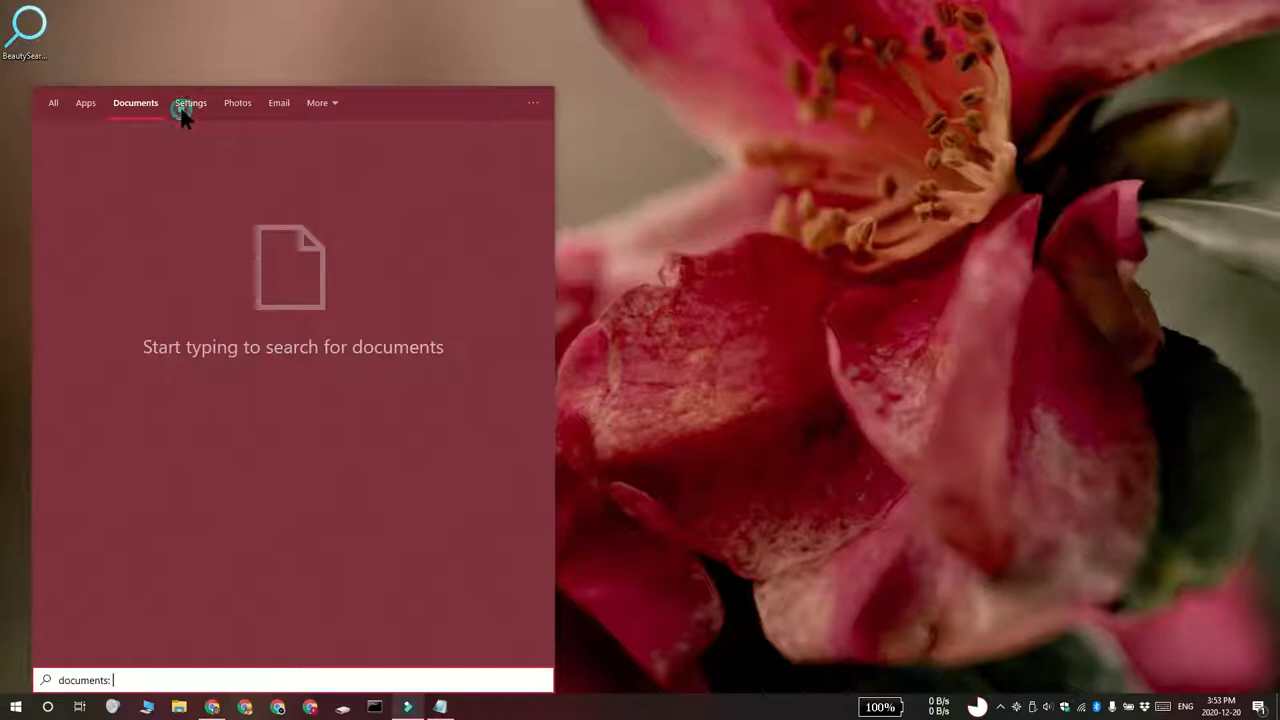 BeautySear...
All Apps Documents Settings Photos Email More ...
Start typing to search for documents
documents:
100%
0 B/s
0 B/s
ENG
3:53 PM
2020-12-20
1